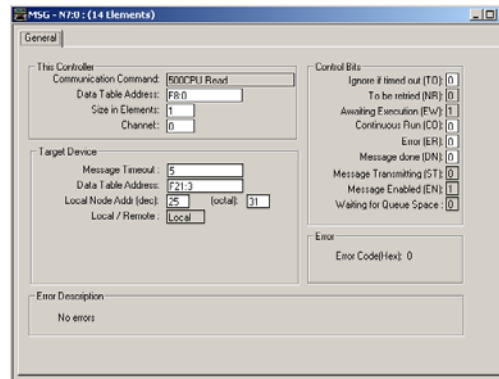 MSG - N7:0 : (14 Elements)
General
This Controller
Communication Command: 500CPU Read
Data Table Address: F8:0
Size in Elements: 1
Channel: 0
Target Device
Message Timeout : 5
Data Table Address: F21:3
Local Node Addr (dec): 25 (octal): 31
Local / Remote : Local
Control Bits
Ignore if timed out (TO): 0
To be retried (NR): 0
Awaiting Execution (EW): 1
Continuous Run (CO): 0
Error (ER): 0
Message done (DN): 0
Message Transmitting (ST): 0
Message Enabled (EN): 1
Waiting for Queue Space : 0
Error
Error Code(Hex): 0
Error Description
No errors